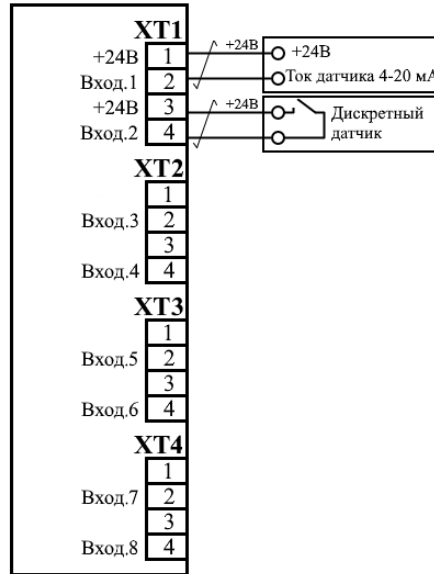 XT1
+24В 1 +24В +24В
Вход.1 2 Ток датчика 4-20 мА
+24В 3 +24В Дискретный
Вход.2 4 датчик
XT2
1
Вход.3 2
3
Вход.4 4
XT3
1
Вход.5 2
3
Вход.6 4
XT4
1
Вход.7 2
3
Вход.8 4